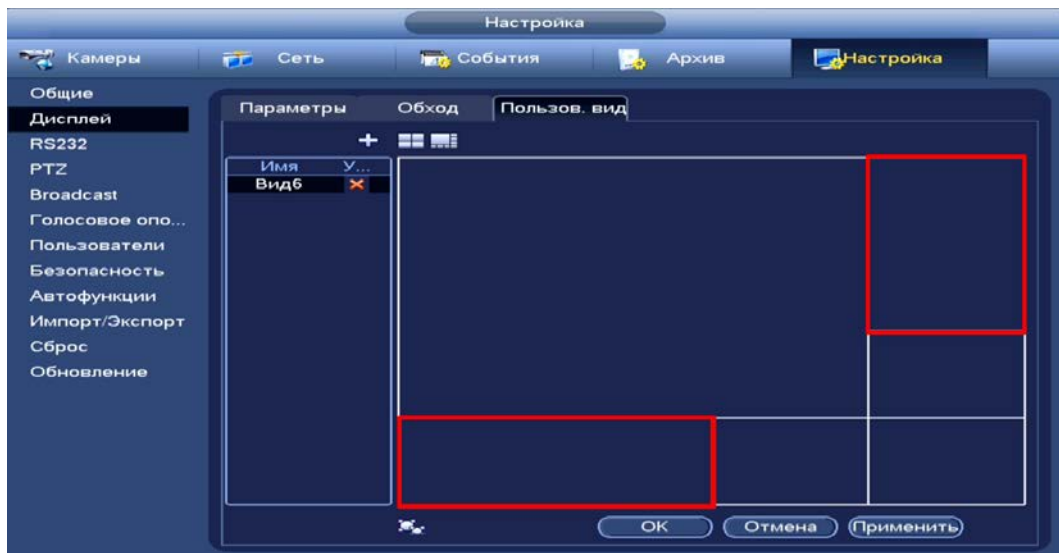 Настройка
Камеры Сеть События Архив Настройка
Общие
Дисплей
RS232
PTZ
Broadcast
Голосовое опо...
Пользователи
Безопасность
Автофункции
Импорт/Экспорт
Сброс
Обновление
Параметры Обход Пользов. вид
Имя У...
Вид6
OK Отмена Применить